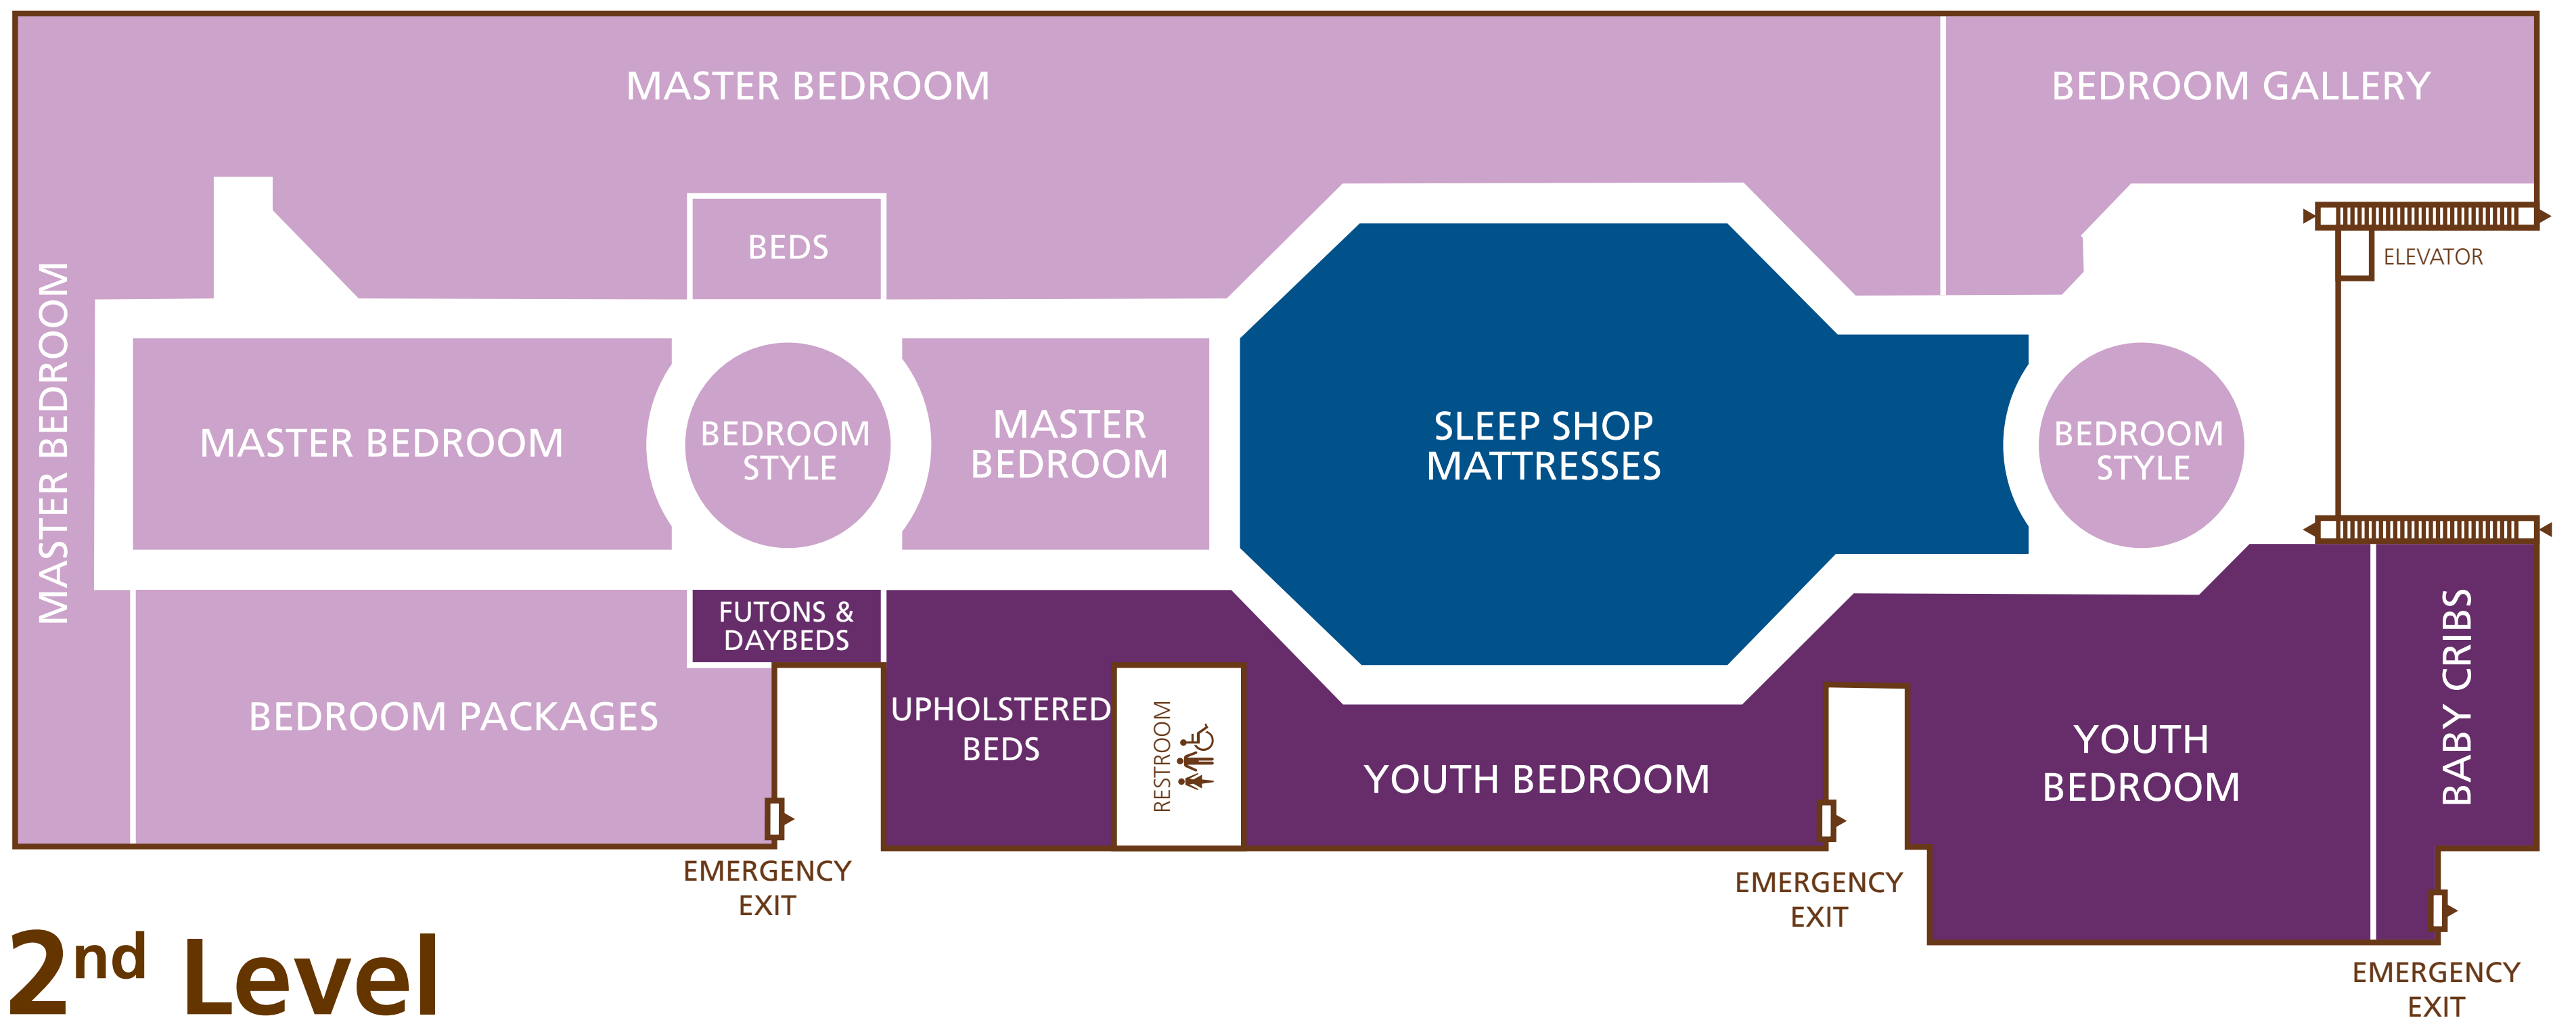 MASTER BEDROOM
BEDROOM GALLERY
BEDS
ELEVATOR
MASTER BEDROOM
MASTER BEDROOM
BEDROOM
STYLE
MASTER
BEDROOM
SLEEP SHOP
MATTRESSES
BEDROOM
STYLE
FUTONS &
DAYBEDS
BEDROOM PACKAGES
UPHOLSTERED
BEDS
RESTROOM
YOUTH BEDROOM
YOUTH
BEDROOM
BABY CRIBS
EMERGENCY
EXIT
EMERGENCY
EXIT
EMERGENCY
EXIT
2nd Level